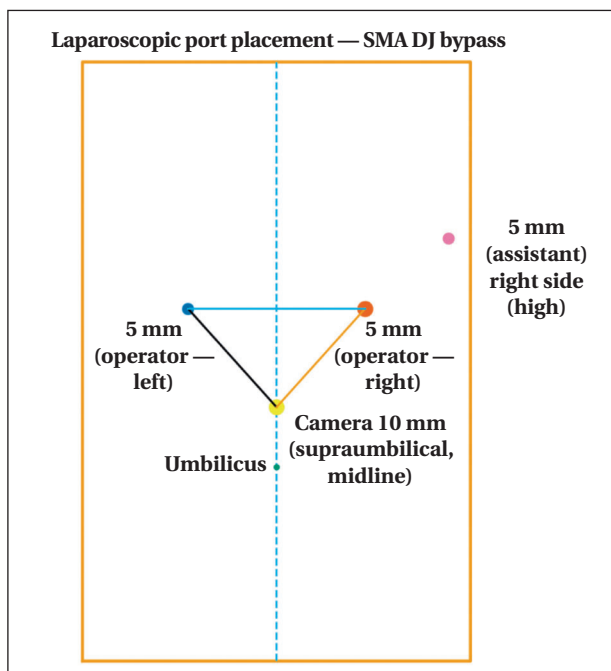 Laparoscopic port placement — SMA DJ bypass
5 mm
(assistant)
right side
(high)
5 mm
(operator —
left)
5 mm
(operator —
right)
Camera 10 mm
(supraumbilical,
midline)
Umbilicus